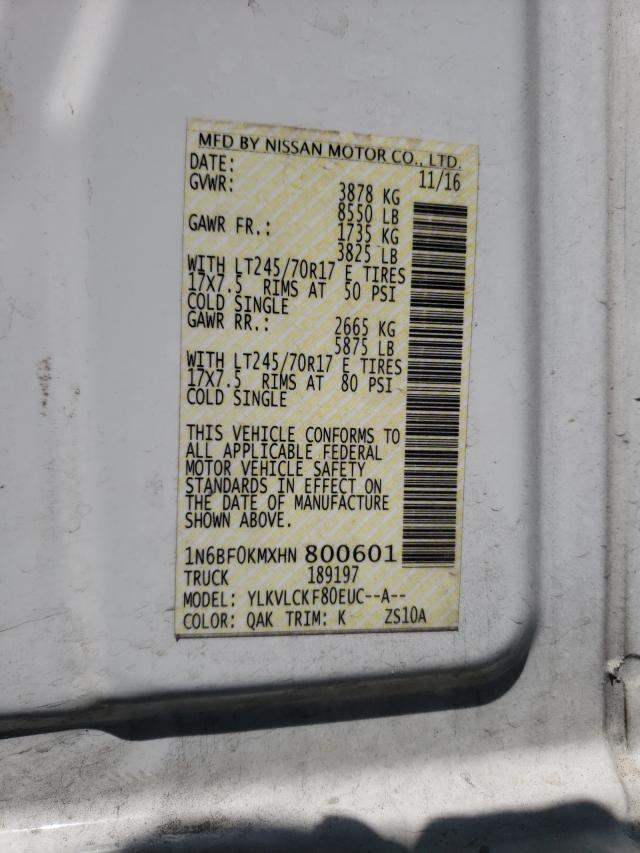 MFD BY NISSAN MOTOR CO., LTD.
DATE: 11/16
GVWR: 3878 KG
8550 LB
GAWR FR.: 1735 KG
3825 LB
WITH LT245/70R17 E TIRES
17X7.5 RIMS AT 50 PSI
COLD SINGLE
GAWR RR.: 2665 KG
5875 LB
WITH LT245/70R17 E TIRES
17X7.5 RIMS AT 80 PSI
COLD SINGLE
THIS VEHICLE CONFORMS TO
ALL APPLICABLE FEDERAL
MOTOR VEHICLE SAFETY
STANDARDS IN EFFECT ON
THE DATE OF MANUFACTURE
SHOWN ABOVE.
1N6BF0KMXHN 800601
TRUCK 189197
MODEL: YLKVLCKF80EUC--A--
COLOR: QAK TRIM: K ZS10A